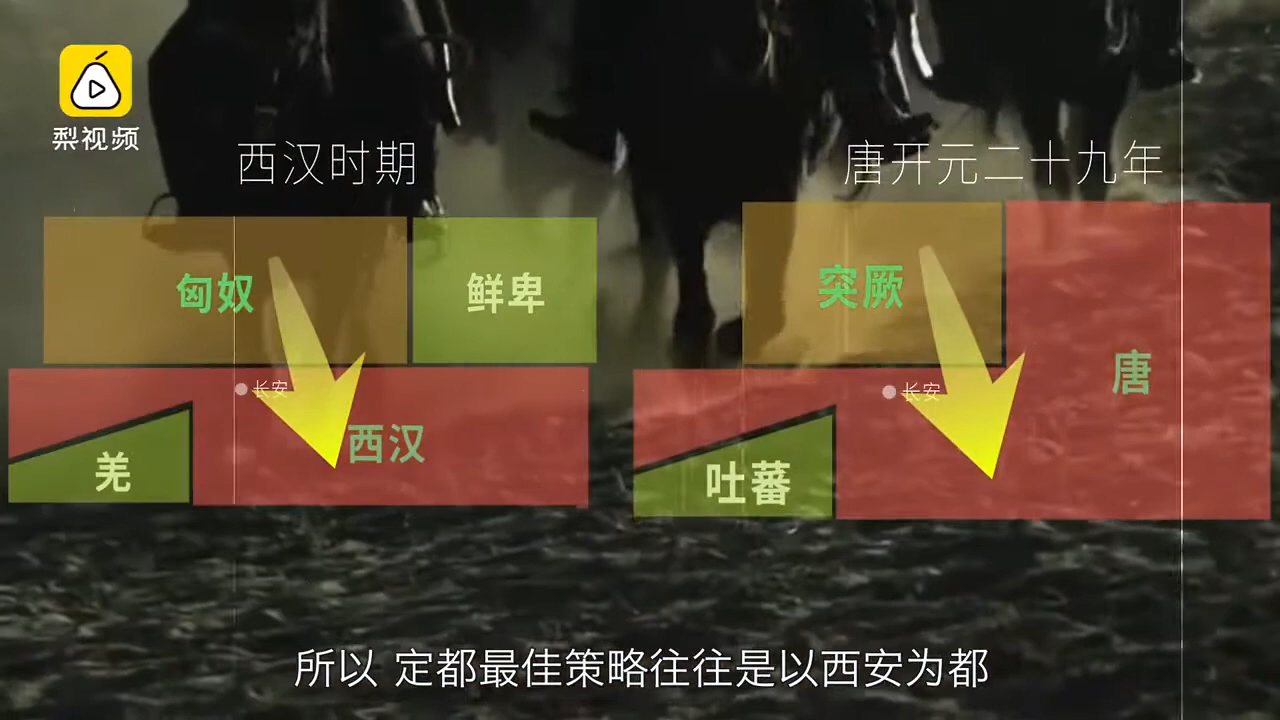 梨视频
西汉时期
唐开元二十九年
匈奴
鲜卑
长安
西汉
羌
突厥
唐
长安
吐蕃
所以 定都最佳策略往往是以西安为都